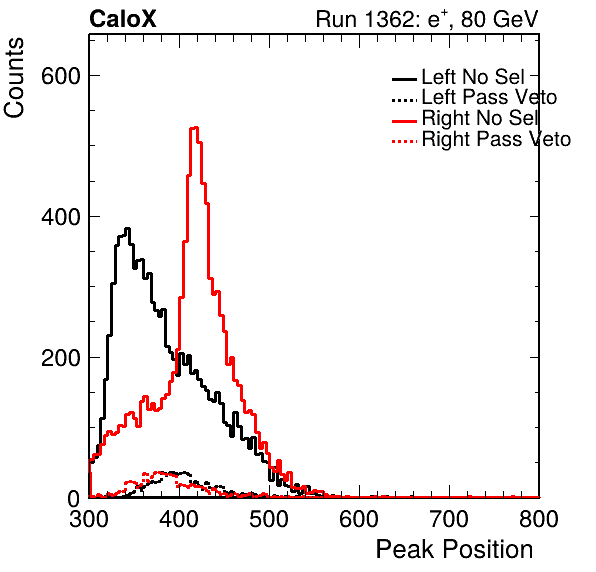 CaloX
Run 1362: e+, 80 GeV
Counts
Left No Sel
Left Pass Veto
Right No Sel
Right Pass Veto
600
400
200
0
300 400 500 600 700 800
Peak Position